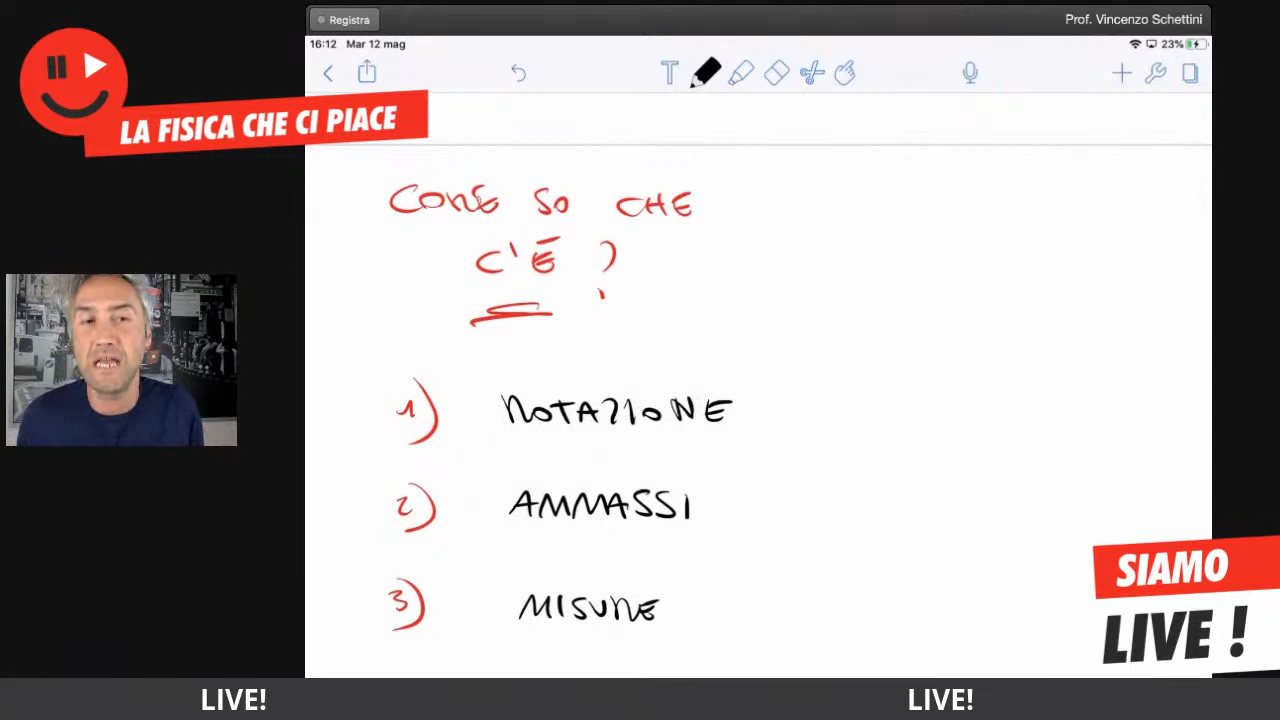 Registra
Prof. Vincenzo Schettini
16:12 Mar 12 mag
23%
LA FISICA CHE CI PIACE
COME SO CHE
C'È ?
1) ROTAZIONE
2) AMMASSI
3) MISURE
SIAMO
LIVE !
LIVE! LIVE!